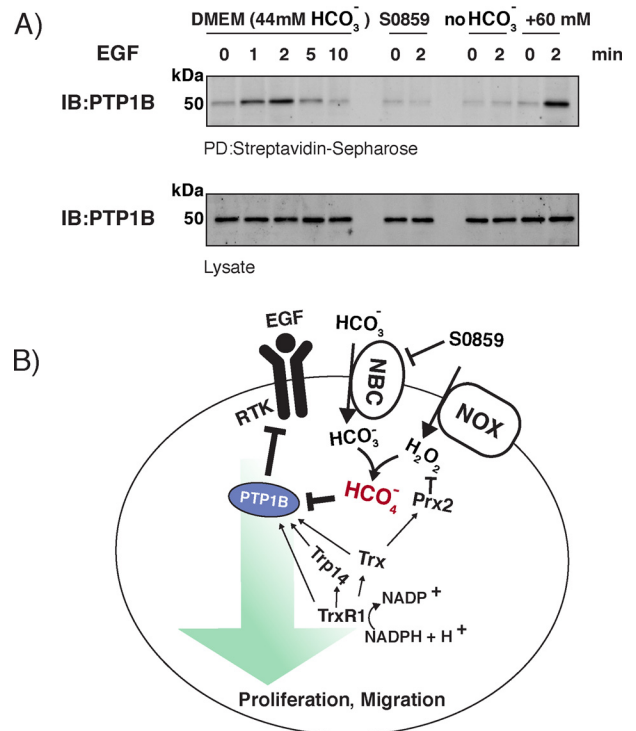 A)
DMEM (44mM HCO₃⁻) S0859 no HCO₃⁻ +60 mM
EGF 0 1 2 5 10 0 2 0 2 0 2 min
kDa
IB:PTP1B 50
PD:Streptavidin-Sepharose
kDa
IB:PTP1B 50
Lysate
B)
EGF
HCO₃⁻
S0859
NBC
RTK
NOX
HCO₃⁻
H₂O₂
PTP1B
HCO₄⁻
Prx2
Trx
Trp14
TrxR1
NADP⁺
NADPH + H⁺
Proliferation, Migration